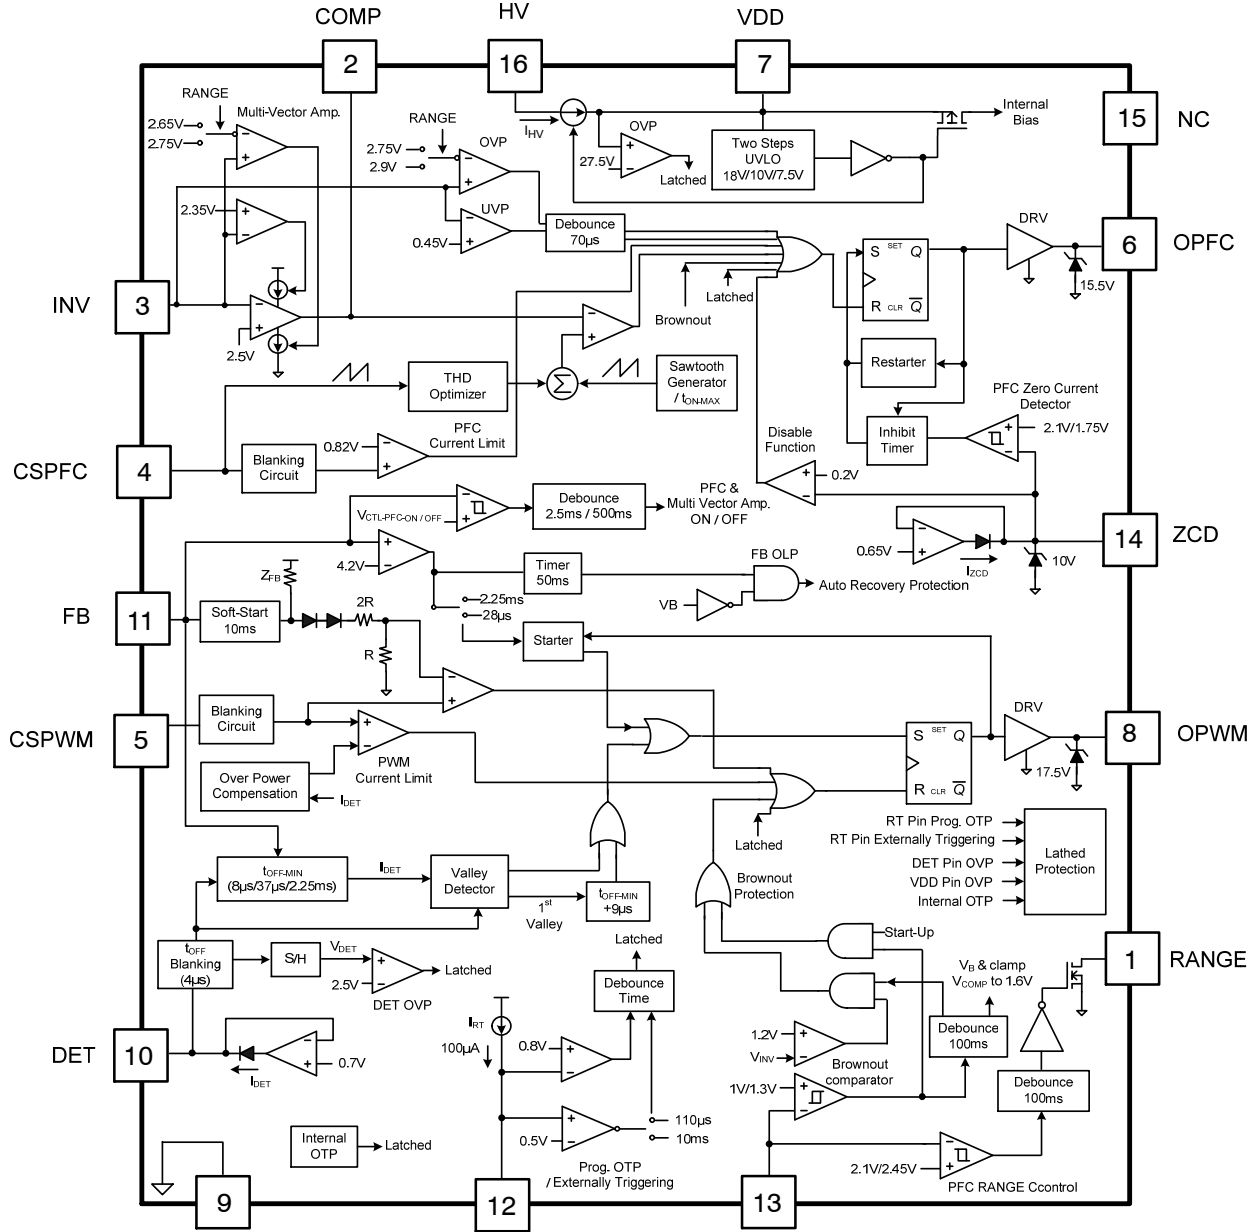 COMP
HV
VDD
2
16
7
RANGE
Multi-Vector Amp.
2.65V
2.75V
RANGE
OVP
2.75V
2.9V
IHV
OVP
27.5V
Latched
Two Steps
UVLO
18V/10V/7.5V
Internal
Bias
15
NC
2.35V
UVP
0.45V
Debounce
70µs
DRV
6
OPFC
S SET Q
R CLR Q
15.5V
INV
3
2.5V
Latched
Brownout
Restarter
THD
Optimizer
Σ
Sawtooth
Generator
/ tON-MAX
PFC Zero Current
Detector
2.1V/1.75V
Inhibit
Timer
PFC
Current Limit
0.82V
CSPFC
4
Blanking
Circuit
Disable
Function
0.2V
VCTL-PFC-ON / OFF
Debounce
2.5ms / 500ms
PFC &
Multi Vector Amp.
ON / OFF
4.2V
0.65V
IZCD
10V
14
ZCD
Timer
50ms
FB OLP
Auto Recovery Protection
VB
ZFB
FB
11
Soft-Start
10ms
2R
R
2.25ms
28µs
Starter
CSPWM
5
Blanking
Circuit
PWM
Current Limit
Over Power
Compensation
IDET
S SET Q
R CLR Q
DRV
17.5V
8
OPWM
Latched
RT Pin Prog. OTP
RT Pin Externally Triggering
DET Pin OVP
VDD Pin OVP
Internal OTP
Lathed
Protection
tOFF-MIN
(8µs/37µs/2.25ms)
IDET
Valley
Detector
1st
Valley
tOFF-MIN
+9µs
Brownout
Protection
Start-Up
tOFF
Blanking
(4µs)
S/H
VDET
2.5V
DET OVP
Latched
Latched
Debounce
Time
VB & clamp
VCOMP to 1.6V
1
RANGE
IRT
100µA
0.8V
1.2V
VINV
Debounce
100ms
DET
10
IDET
0.7V
Brownout
comparator
1V/1.3V
Debounce
100ms
0.5V
110µs
10ms
Internal
OTP
Latched
Prog. OTP
/ Externally Triggering
2.1V/2.45V
PFC RANGE Ccontrol
9
12
13